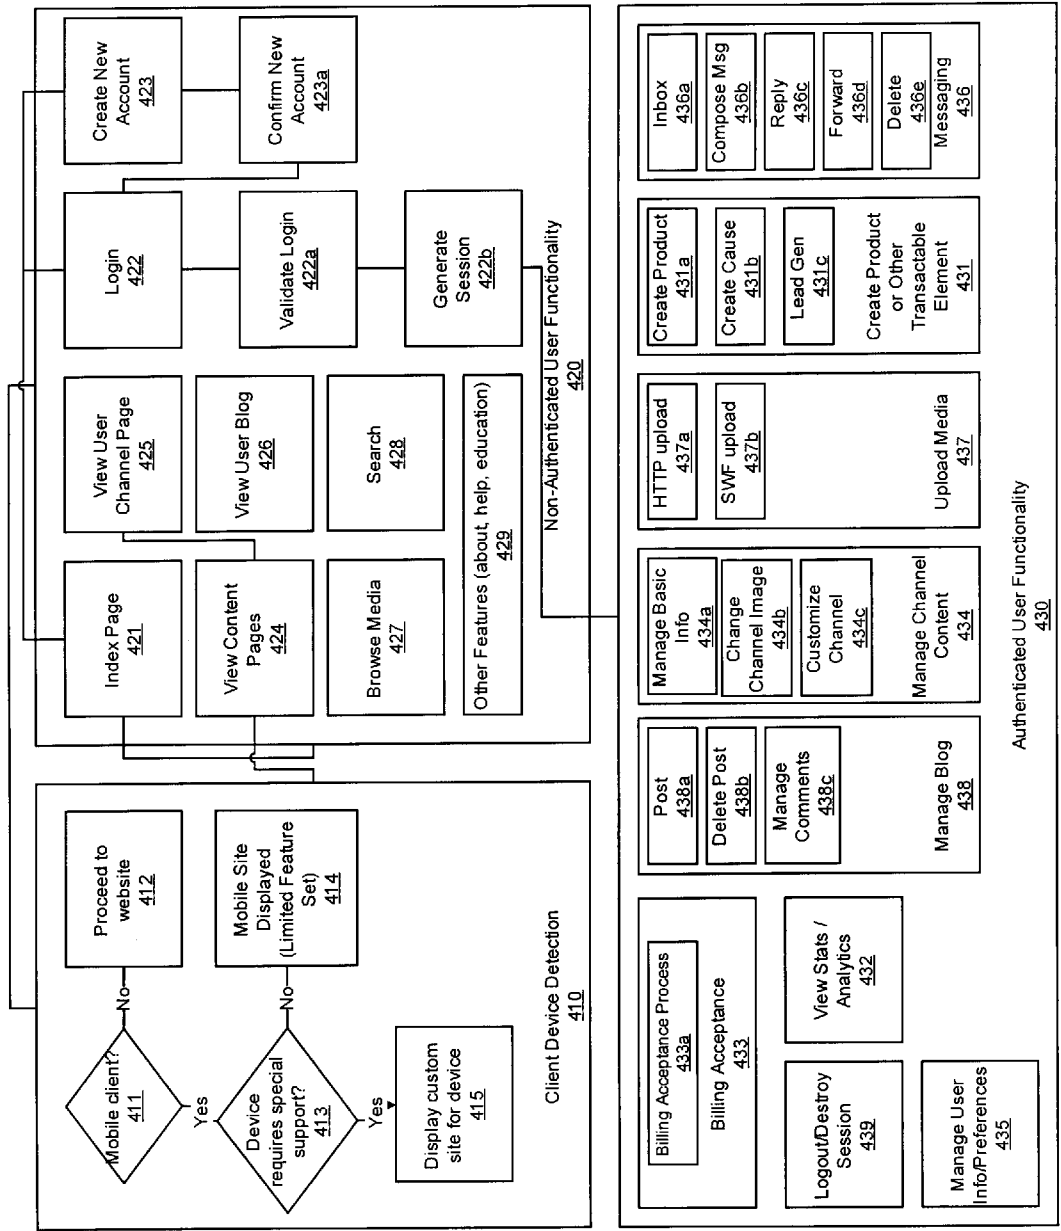 Mobile client?
411
No
Proceed to
website
412
Yes
Device
requires special
support?
413
No
Mobile Site
Displayed
(Limited Feature
Set)
414
Yes
Display custom
site for device
415
Client Device Detection
410
Index Page
421
View User
Channel Page
425
Login
422
Create New
Account
423
View Content
Pages
424
View User Blog
426
Validate Login
422a
Confirm New
Account
423a
Browse Media
427
Search
428
Generate
Session
422b
Other Features (about, help, education)
429
Non-Authenticated User Functionality
420
Billing Acceptance Process
433a
Billing Acceptance
433
Logout/Destroy
Session
439
View Stats /
Analytics
432
Manage User
Info/Preferences
435
Post
438a
Delete Post
438b
Manage
Comments
438c
Manage Blog
438
Manage Basic
Info
434a
Change
Channel Image
434b
Customize
Channel
434c
Manage Channel
Content
434
HTTP upload
437a
SWF upload
437b
Upload Media
437
Create Product
431a
Create Cause
431b
Lead Gen
431c
Create Product
or Other
Transactable
Element
431
Inbox
436a
Compose Msg
436b
Reply
436c
Forward
436d
Delete
436e
Messaging
436
Authenticated User Functionality
430